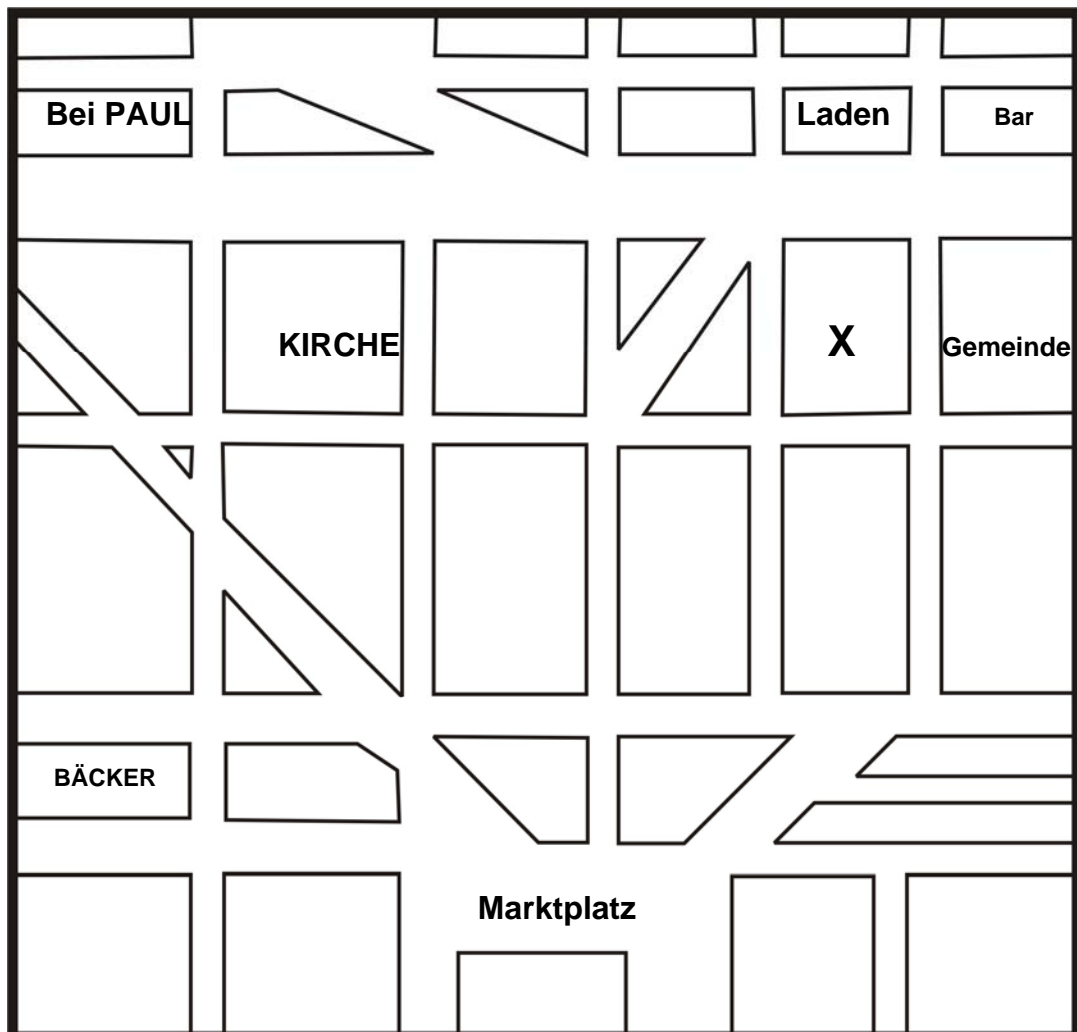 Bei PAUL
Laden
Bar
KIRCHE
X
Gemeinde
BÄCKER
Marktplatz